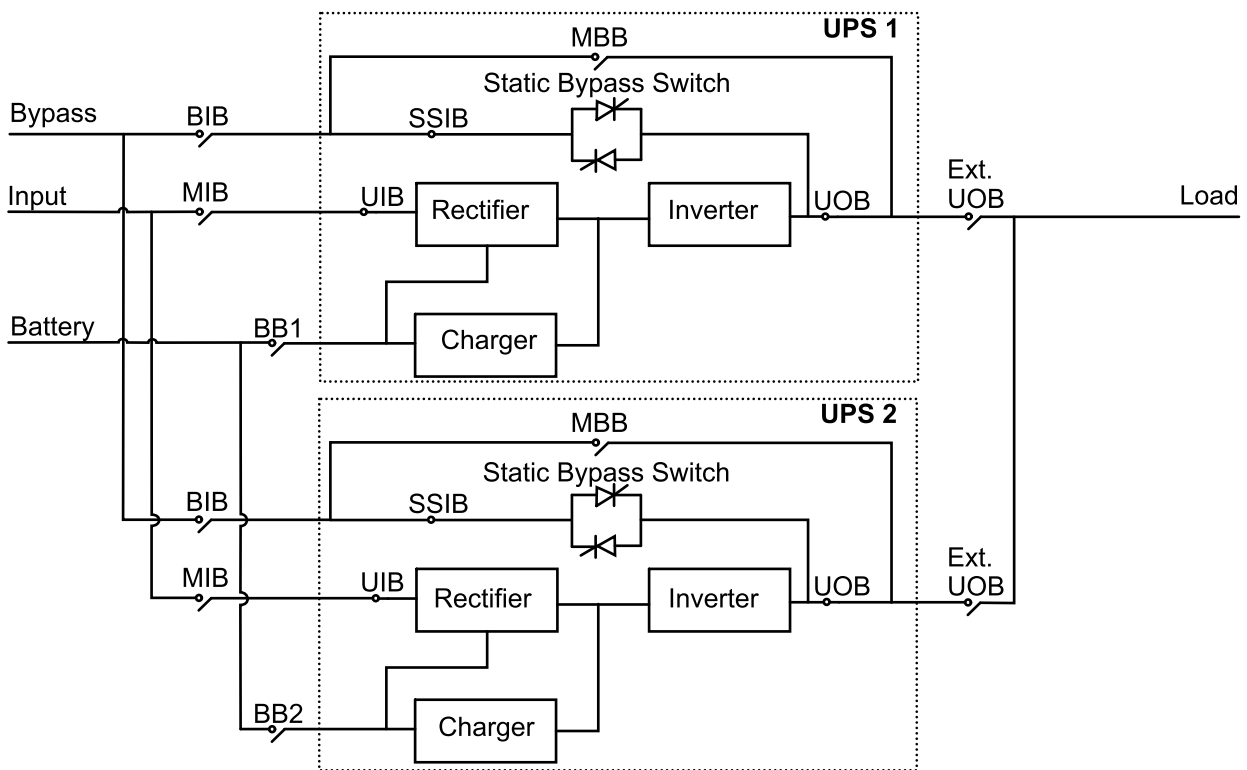 UPS 1
MBB
Static Bypass Switch
Bypass
BIB
SSIB
Input
MIB
UIB
Rectifier
Inverter
UOB
Ext.
UOB
Load
Battery
BB1
Charger
UPS 2
MBB
Static Bypass Switch
BIB
SSIB
MIB
UIB
Rectifier
Inverter
UOB
Ext.
UOB
BB2
Charger